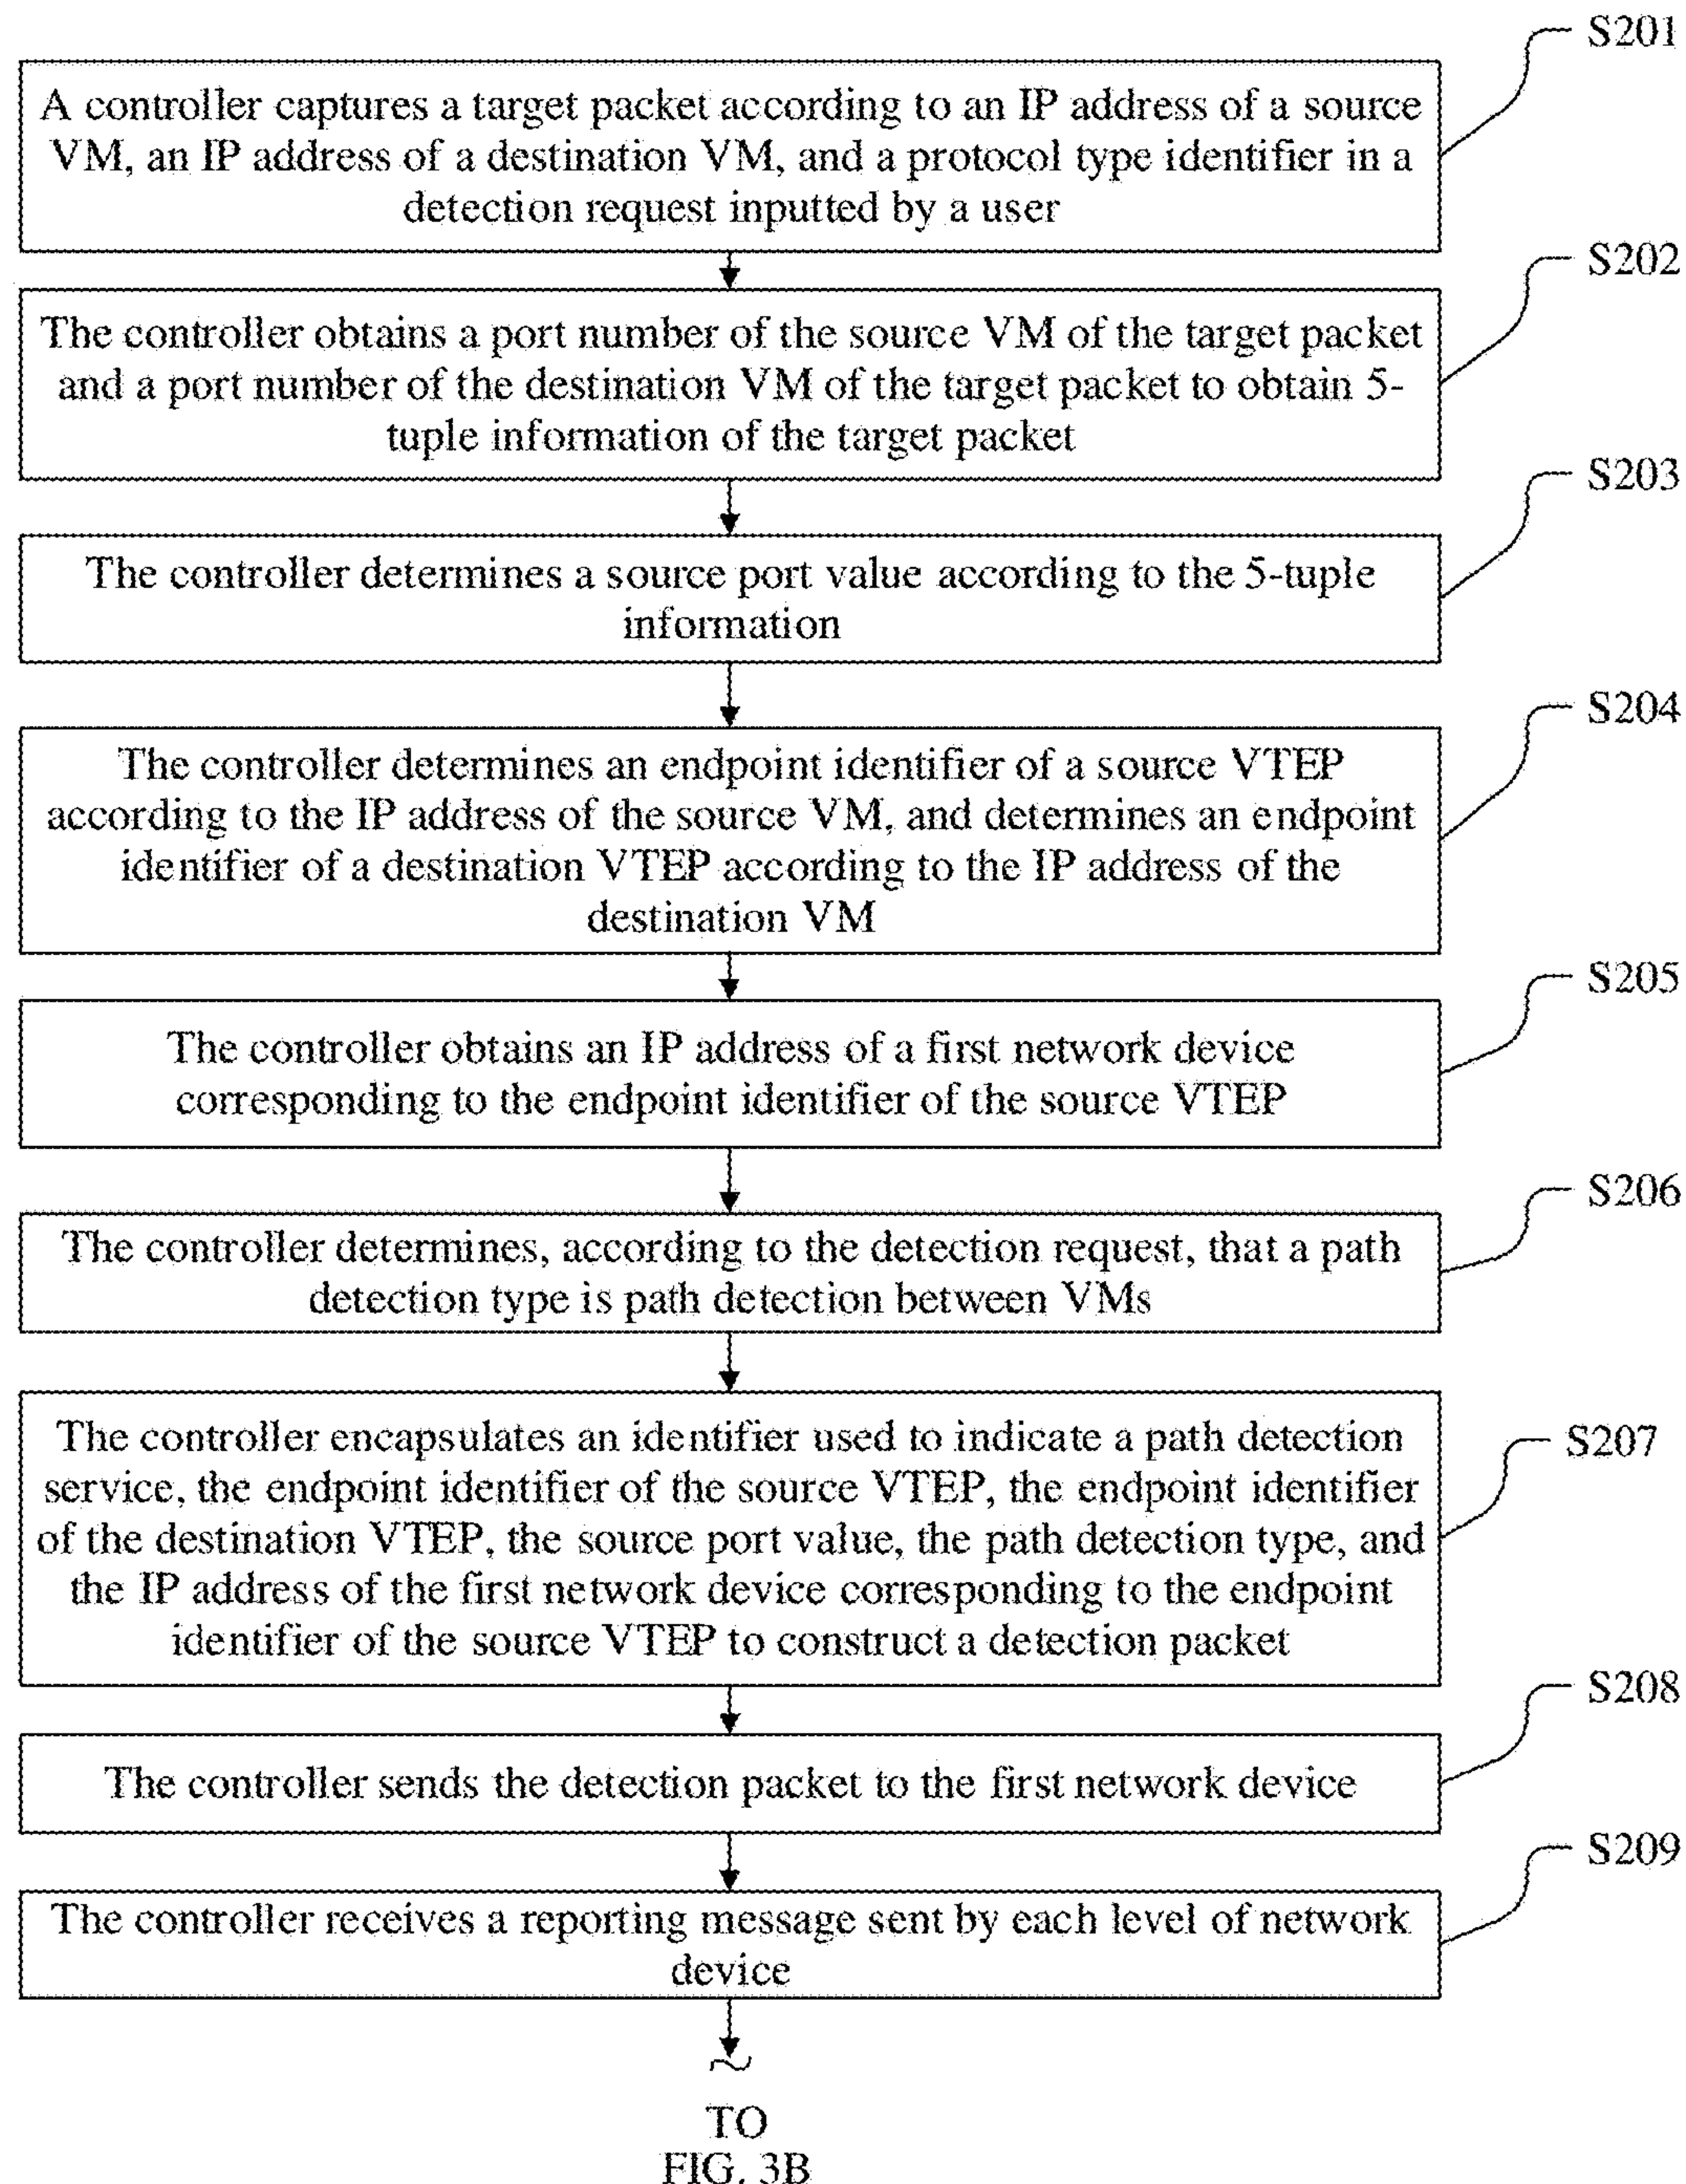 S201
A controller captures a target packet according to an IP address of a source
VM, an IP address of a destination VM, and a protocol type identifier in a
detection request inputted by a user
S202
The controller obtains a port number of the source VM of the target packet
and a port number of the destination VM of the target packet to obtain 5-
tuple information of the target packet
S203
The controller determines a source port value according to the 5-tuple
information
S204
The controller determines an endpoint identifier of a source VTEP
according to the IP address of the source VM, and determines an endpoint
identifier of a destination VTEP according to the IP address of the
destination VM
S205
The controller obtains an IP address of a first network device
corresponding to the endpoint identifier of the source VTEP
S206
The controller determines, according to the detection request, that a path
detection type is path detection between VMs
S207
The controller encapsulates an identifier used to indicate a path detection
service, the endpoint identifier of the source VTEP, the endpoint identifier
of the destination VTEP, the source port value, the path detection type, and
the IP address of the first network device corresponding to the endpoint
identifier of the source VTEP to construct a detection packet
S208
The controller sends the detection packet to the first network device
S209
The controller receives a reporting message sent by each level of network
device
TO
FIG. 3B